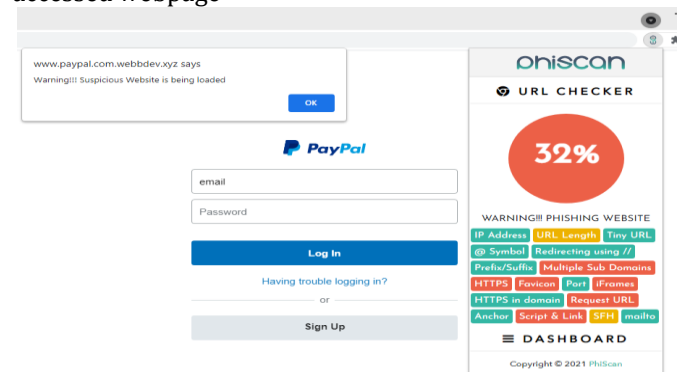 accessed webpage
www.paypal.com.webbdev.xyz says
Warning!!! Suspicious Website is being loaded
OK
PayPal
email
Password
Log In
Having trouble logging in?
or
Sign Up
phiscan
URL CHECKER
32%
WARNING!!! PHISHING WEBSITE
IP Address URL Length Tiny URL
@ Symbol Redirecting using //
Prefix/Suffix Multiple Sub Domains
HTTPS Favicon Port iFrames
HTTPS in domain Request URL
Anchor Script & Link SFH mailto
DASHBOARD
Copyright © 2021 PhiScan